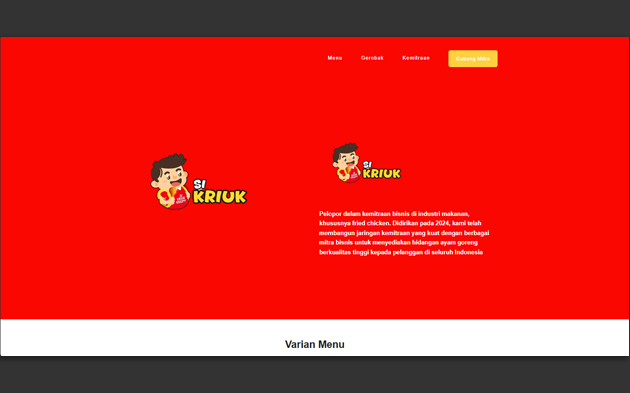 Menu
Gerobak
Kemitraan
Gabung Mitra
SI
KRIUK
SI
KRIUK
Pelopor dalam kemitraan bisnis di industri makanan,
khususnya fried chicken. Didirikan pada 2024, kami telah
membangun jaringan kemitraan yang kuat dengan berbagai
mitra bisnis untuk menyediakan hidangan ayam goreng
berkualitas tinggi kepada pelanggan di seluruh Indonesia
Varian Menu